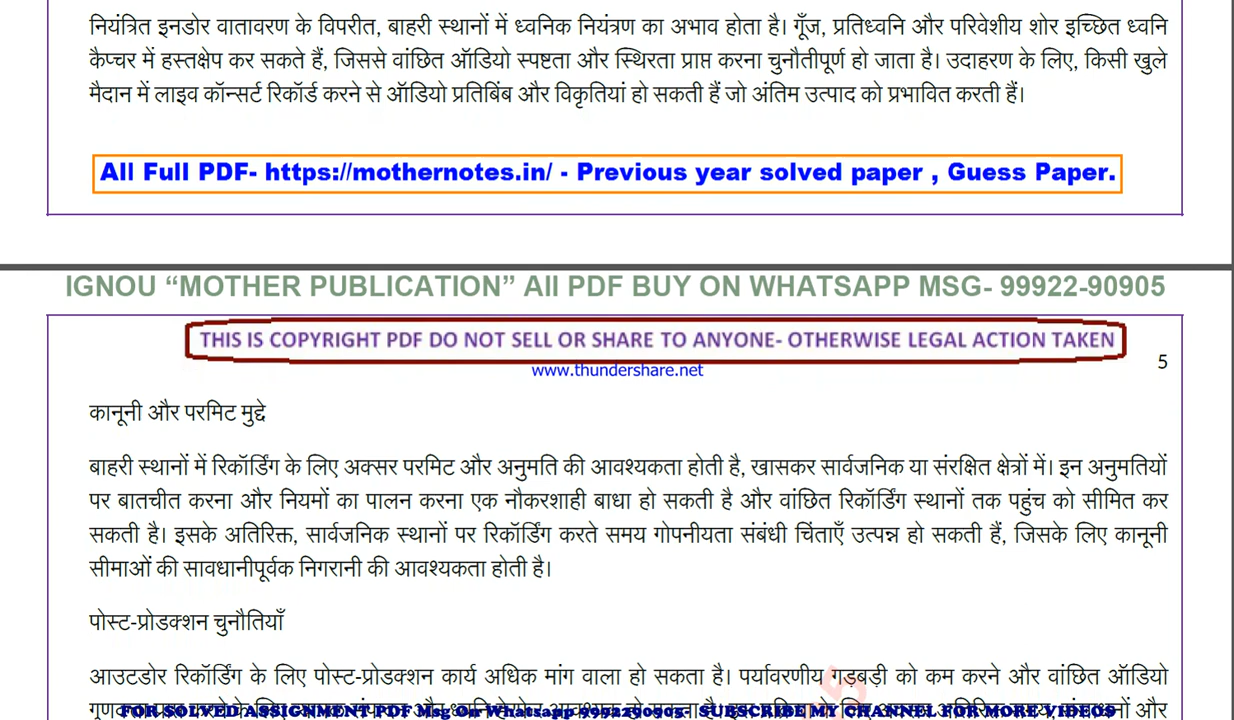 नियंत्रित इनडोर वातावरण के विपरीत, बाहरी स्थानों में ध्वनिक नियंत्रण का अभाव होता है। गूँज, प्रतिध्वनि और परिवेशीय शोर इच्छित ध्वनि
कैप्चर में हस्तक्षेप कर सकते हैं, जिससे वांछित ऑडियो स्पष्टता और स्थिरता प्राप्त करना चुनौतीपूर्ण हो जाता है। उदाहरण के लिए, किसी खुले
मैदान में लाइव कॉन्सर्ट रिकॉर्ड करने से ऑडियो प्रतिबिंब और विकृतियां हो सकती हैं जो अंतिम उत्पाद को प्रभावित करती हैं।
All Full PDF- https://mothernotes.in/ - Previous year solved paper , Guess Paper.
IGNOU “MOTHER PUBLICATION” All PDF BUY ON WHATSAPP MSG- 99922-90905
THIS IS COPYRIGHT PDF DO NOT SELL OR SHARE TO ANYONE- OTHERWISE LEGAL ACTION TAKEN
www.thundershare.net
5
कानूनी और परमिट मुद्दे
बाहरी स्थानों में रिकॉर्डिंग के लिए अक्सर परमिट और अनुमति की आवश्यकता होती है, खासकर सार्वजनिक या संरक्षित क्षेत्रों में। इन अनुमतियों
पर बातचीत करना और नियमों का पालन करना एक नौकरशाही बाधा हो सकती है और वांछित रिकॉर्डिंग स्थानों तक पहुंच को सीमित कर
सकती है। इसके अतिरिक्त, सार्वजनिक स्थानों पर रिकॉर्डिंग करते समय गोपनीयता संबंधी चिंताएँ उत्पन्न हो सकती हैं, जिसके लिए कानूनी
सीमाओं की सावधानीपूर्वक निगरानी की आवश्यकता होती है।
पोस्ट-प्रोडक्शन चुनौतियाँ
आउटडोर रिकॉर्डिंग के लिए पोस्ट-प्रोडक्शन कार्य अधिक मांग वाला हो सकता है। पर्यावरणीय गड़बड़ी को कम करने और वांछित ऑडियो
FOR SOLVED ASSIGNMENT PDF Msg On Whatsapp 9992290905 SUBSCRIBE MY CHANNEL FOR MORE VIDEOS